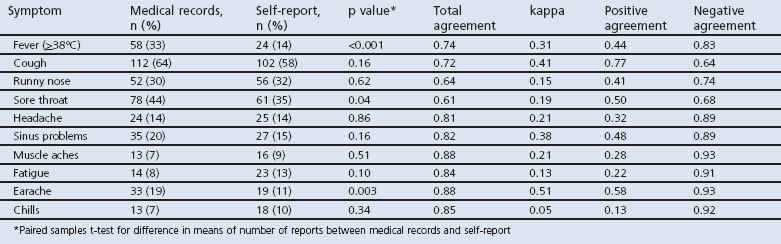 Symptom Medical records, n (%) Self-report, n (%) p value* Total agreement kappa Positive agreement Negative agreement
Fever (≥38°C) 58 (33) 24 (14) <0.001 0.74 0.31 0.44 0.83
Cough 112 (64) 102 (58) 0.16 0.72 0.41 0.77 0.64
Runny nose 52 (30) 56 (32) 0.62 0.64 0.15 0.41 0.74
Sore throat 78 (44) 61 (35) 0.04 0.61 0.19 0.50 0.68
Headache 24 (14) 25 (14) 0.86 0.81 0.21 0.32 0.89
Sinus problems 35 (20) 27 (15) 0.16 0.82 0.38 0.48 0.89
Muscle aches 13 (7) 16 (9) 0.51 0.88 0.21 0.28 0.93
Fatigue 14 (8) 23 (13) 0.10 0.84 0.13 0.22 0.91
Earache 33 (19) 19 (11) 0.003 0.88 0.51 0.58 0.93
Chills 13 (7) 18 (10) 0.34 0.85 0.05 0.13 0.92
*Paired samples t-test for difference in means of number of reports between medical records and self-report